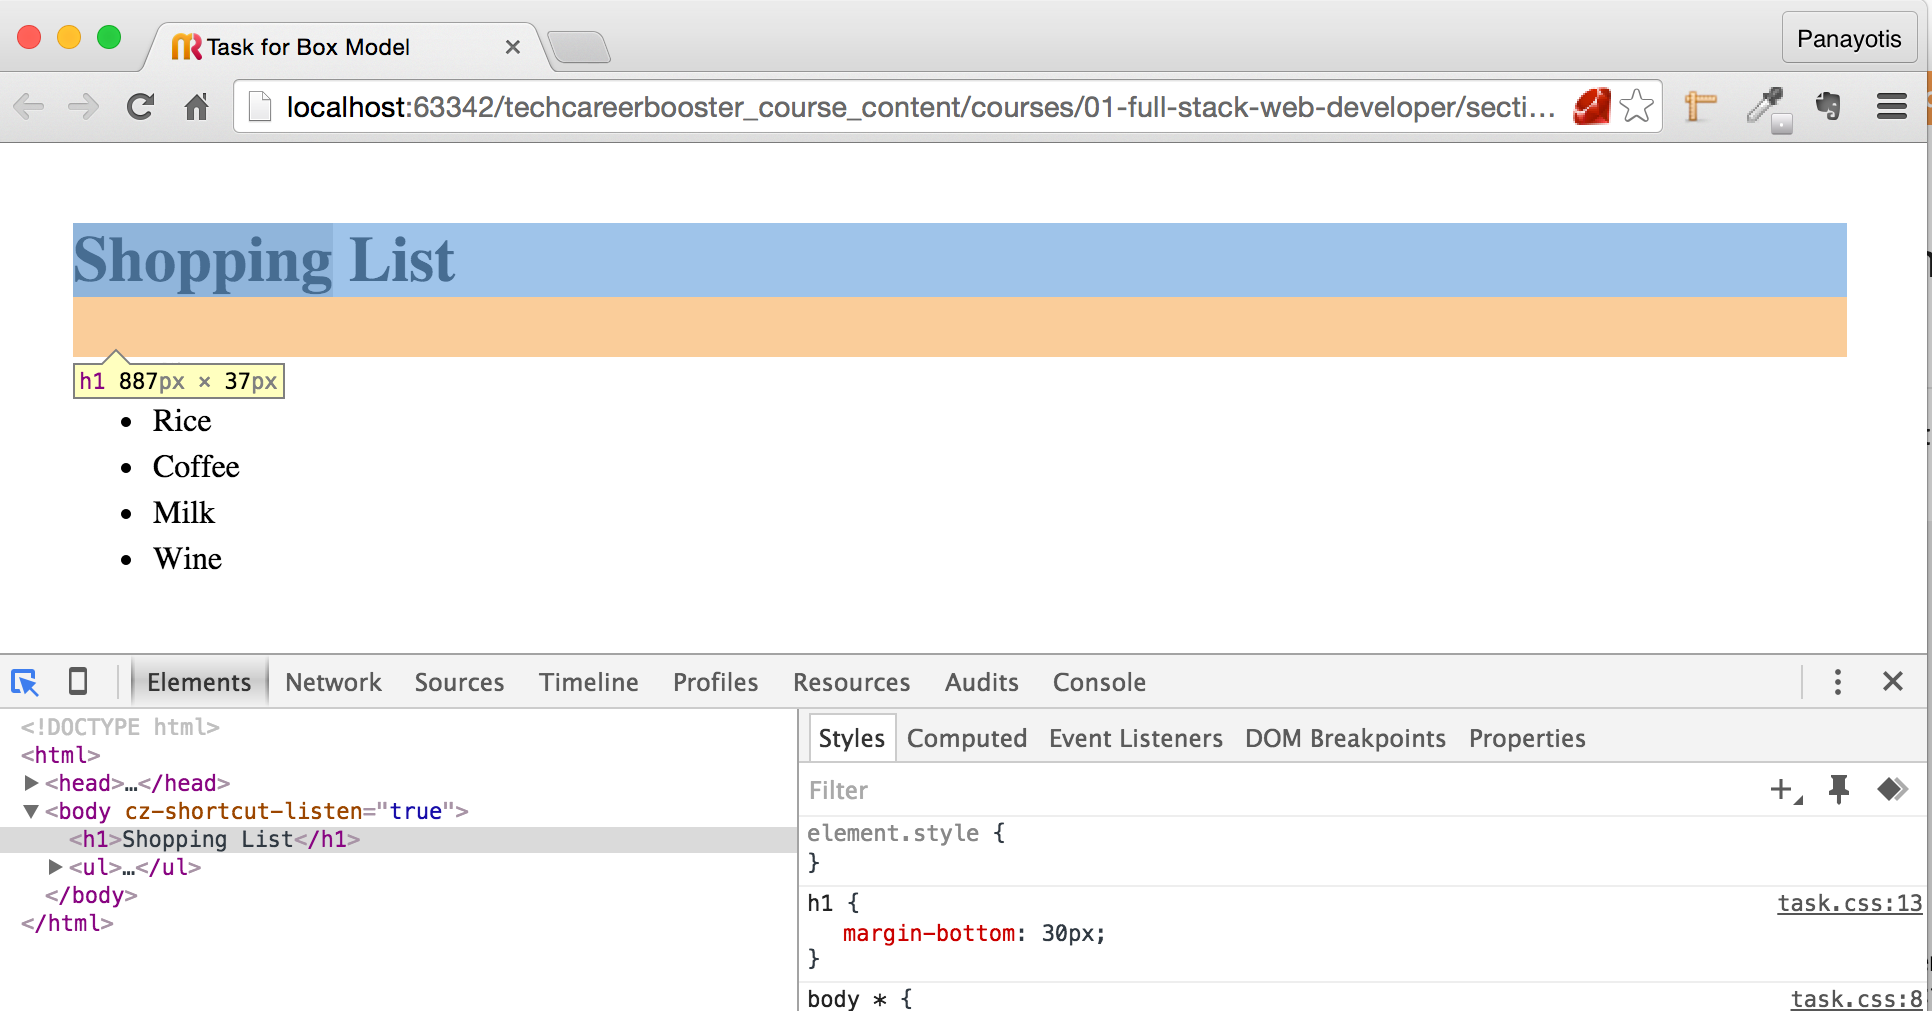 Task for Box Model
Panayotis
localhost:63342/techcareerbooster_course_content/courses/01-full-stack-web-developer/secti...
Shopping List
h1 887px × 37px
Rice
Coffee
Milk
Wine
Elements Network Sources Timeline Profiles Resources Audits Console
<!DOCTYPE html>
<html>
<head>…</head>
<body cz-shortcut-listen="true">
<h1>Shopping List</h1>
<ul>…</ul>
</body>
</html>
Styles Computed Event Listeners DOM Breakpoints Properties
Filter
element.style {
}
h1 { task.css:13
margin-bottom: 30px;
}
body * { task.css:8